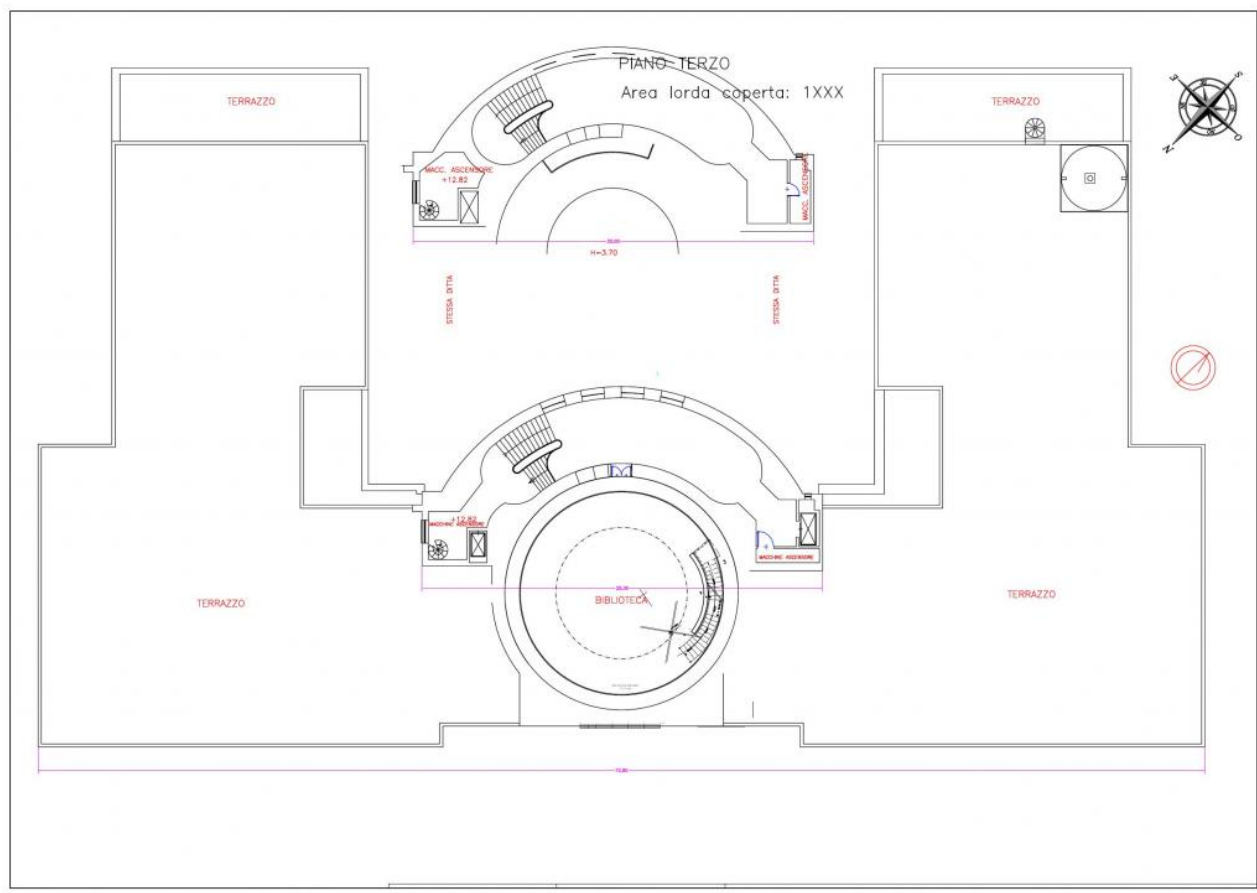 PIANO TERZO
Area lorda coperta: 1XXX
TERRAZZO
TERRAZZO
S
E
O
N
MACC. ASCENSORE
+12.82
MACC. ASCENSORE
H=3.70
STESSA DITTA
STESSA DITTA
+12.82
MACCHINE ASCENSORE
MACCHINE ASCENSORE
BIBLIOTECA
TERRAZZO
TERRAZZO